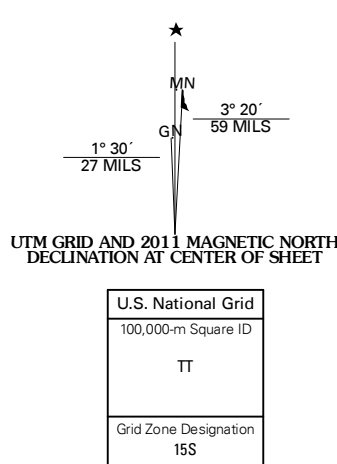 MN
3° 20´
59 MILS
GN
1° 30´
27 MILS
UTM GRID AND 2011 MAGNETIC NORTH
DECLINATION AT CENTER OF SHEET
U.S. National Grid
100,000-m Square ID
TT
Grid Zone Designation
15S